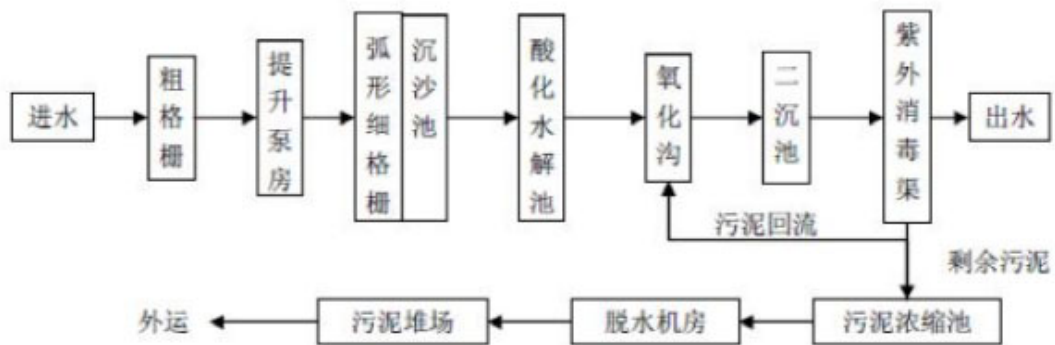 进水
粗格栅
提升泵房
弧形细格栅
沉沙池
酸化水解池
氧化沟
二沉池
紫外消毒渠
出水
污泥回流
剩余污泥
外运
污泥堆场
脱水机房
污泥浓缩池